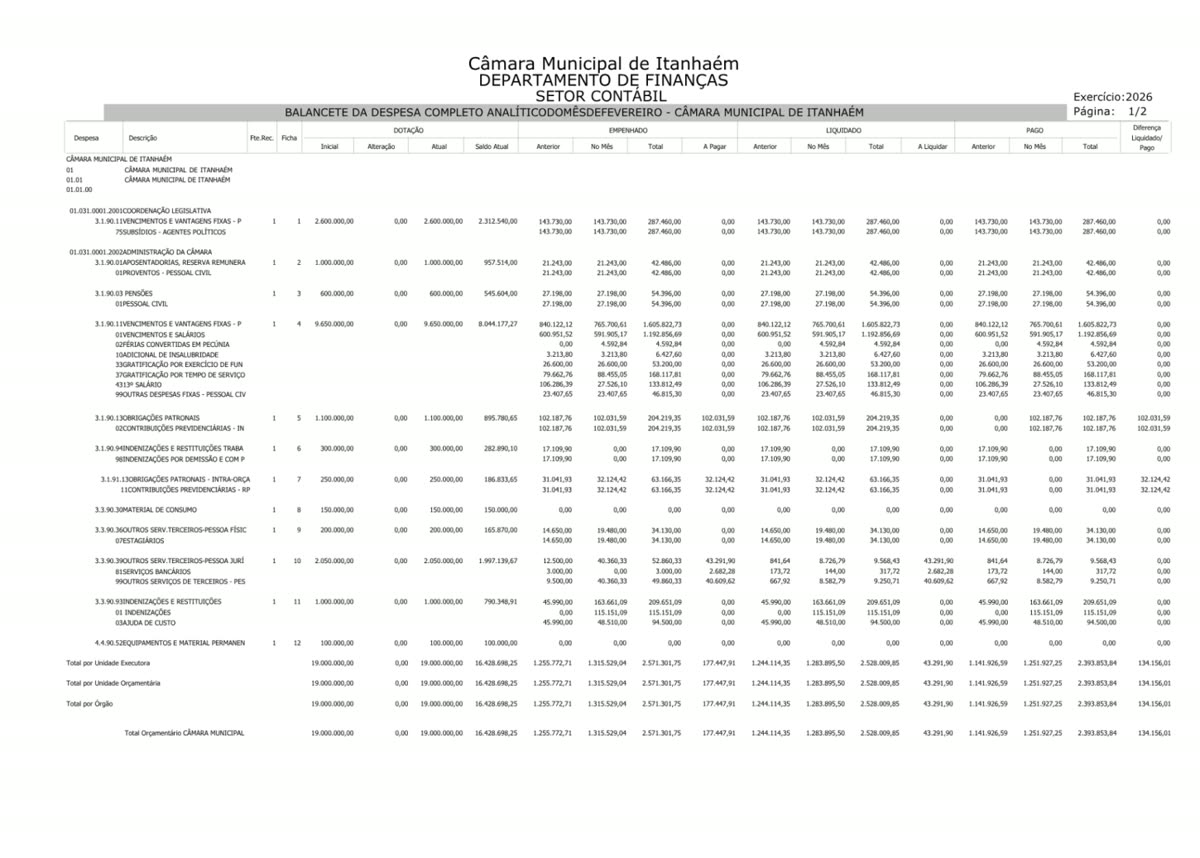 Câmara Municipal de Itanhaém
DEPARTAMENTO DE FINANÇAS
SETOR CONTÁBIL
Exercício:2026
BALANCETE DA DESPESA COMPLETO ANALÍTICODOMÊSDEFEVEREIRO - CÂMARA MUNICIPAL DE ITANHAÉM
Página: 1/2
DOTAÇÃO EMPENHADO LIQUIDADO PAGO Diferença Liquidado/ Pago
Despesa Descrição Fte.Rec. Ficha Inicial Alteração Atual Saldo Atual Anterior No Mês Total A Pagar Anterior No Mês Total A Liquidar Anterior No Mês Total
CÂMARA MUNICIPAL DE ITANHAÉM
01 CÂMARA MUNICIPAL DE ITANHAÉM
01.01 CÂMARA MUNICIPAL DE ITANHAÉM
01.01.00
01.031.0001.2001COORDENAÇÃO LEGISLATIVA
3.1.90.11VENCIMENTOS E VANTAGENS FIXAS - P 1 1 2.600.000,00 0,00 2.600.000,00 2.312.540,00 143.730,00 143.730,00 287.460,00 0,00 143.730,00 143.730,00 287.460,00 0,00 143.730,00 143.730,00 287.460,00 0,00
75SUBSÍDIOS - AGENTES POLÍTICOS 143.730,00 143.730,00 287.460,00 0,00 143.730,00 143.730,00 287.460,00 0,00 143.730,00 143.730,00 287.460,00 0,00
01.031.0001.2002ADMINISTRAÇÃO DA CÂMARA
3.1.90.01APOSENTADORIAS, RESERVA REMUNERA 1 2 1.000.000,00 0,00 1.000.000,00 957.514,00 21.243,00 21.243,00 42.486,00 0,00 21.243,00 21.243,00 42.486,00 0,00 21.243,00 21.243,00 42.486,00 0,00
01PROVENTOS - PESSOAL CIVIL 21.243,00 21.243,00 42.486,00 0,00 21.243,00 21.243,00 42.486,00 0,00 21.243,00 21.243,00 42.486,00 0,00
3.1.90.03 PENSÕES 1 3 600.000,00 0,00 600.000,00 545.604,00 27.198,00 27.198,00 54.396,00 0,00 27.198,00 27.198,00 54.396,00 0,00 27.198,00 27.198,00 54.396,00 0,00
01PESSOAL CIVIL 27.198,00 27.198,00 54.396,00 0,00 27.198,00 27.198,00 54.396,00 0,00 27.198,00 27.198,00 54.396,00 0,00
3.1.90.11VENCIMENTOS E VANTAGENS FIXAS - P 1 4 9.650.000,00 0,00 9.650.000,00 8.044.177,27 840.122,12 765.700,61 1.605.822,73 0,00 840.122,12 765.700,61 1.605.822,73 0,00 840.122,12 765.700,61 1.605.822,73 0,00
01VENCIMENTOS E SALÁRIOS 600.951,52 591.905,17 1.192.856,69 0,00 600.951,52 591.905,17 1.192.856,69 0,00 600.951,52 591.905,17 1.192.856,69 0,00
02FÉRIAS CONVERTIDAS EM PECÚNIA 0,00 4.592,84 4.592,84 0,00 0,00 4.592,84 4.592,84 0,00 0,00 4.592,84 4.592,84 0,00
10ADICIONAL DE INSALUBRIDADE 3.213,80 3.213,80 6.427,60 0,00 3.213,80 3.213,80 6.427,60 0,00 3.213,80 3.213,80 6.427,60 0,00
33GRATIFICAÇÃO POR EXERCÍCIO DE FUN 26.600,00 26.600,00 53.200,00 0,00 26.600,00 26.600,00 53.200,00 0,00 26.600,00 26.600,00 53.200,00 0,00
37GRATIFICAÇÃO POR TEMPO DE SERVIÇO 79.662,76 88.455,05 168.117,81 0,00 79.662,76 88.455,05 168.117,81 0,00 79.662,76 88.455,05 168.117,81 0,00
4313º SALÁRIO 106.286,39 27.526,10 133.812,49 0,00 106.286,39 27.526,10 133.812,49 0,00 106.286,39 27.526,10 133.812,49 0,00
99OUTRAS DESPESAS FIXAS - PESSOAL CIV 23.407,65 23.407,65 46.815,30 0,00 23.407,65 23.407,65 46.815,30 0,00 23.407,65 23.407,65 46.815,30 0,00
3.1.90.13OBRIGAÇÕES PATRONAIS 1 5 1.100.000,00 0,00 1.100.000,00 895.780,65 102.187,76 102.031,59 204.219,35 102.031,59 102.187,76 102.031,59 204.219,35 0,00 0,00 102.187,76 102.187,76 102.031,59
02CONTRIBUIÇÕES PREVIDENCIÁRIAS - IN 102.187,76 102.031,59 204.219,35 102.031,59 102.187,76 102.031,59 204.219,35 0,00 0,00 102.187,76 102.187,76 102.031,59
3.1.90.94INDENIZAÇÕES E RESTITUIÇÕES TRABA 1 6 300.000,00 0,00 300.000,00 282.890,10 17.109,90 0,00 17.109,90 0,00 17.109,90 0,00 17.109,90 0,00 17.109,90 0,00 17.109,90 0,00
98INDENIZAÇÕES POR DEMISSÃO E COM P 17.109,90 0,00 17.109,90 0,00 17.109,90 0,00 17.109,90 0,00 17.109,90 0,00 17.109,90 0,00
3.1.91.13OBRIGAÇÕES PATRONAIS - INTRA-ORÇA 1 7 250.000,00 0,00 250.000,00 186.833,65 31.041,93 32.124,42 63.166,35 32.124,42 31.041,93 32.124,42 63.166,35 0,00 0,00 31.041,93 31.041,93 32.124,42
11CONTRIBUIÇÕES PREVIDENCIÁRIAS - RP 31.041,93 32.124,42 63.166,35 32.124,42 31.041,93 32.124,42 63.166,35 0,00 0,00 31.041,93 31.041,93 32.124,42
3.3.90.30MATERIAL DE CONSUMO 1 8 150.000,00 0,00 150.000,00 150.000,00 0,00 0,00 0,00 0,00 0,00 0,00 0,00 0,00 0,00 0,00 0,00 0,00
3.3.90.36OUTROS SERV.TERCEIROS-PESSOA FÍSIC 1 9 200.000,00 0,00 200.000,00 165.870,00 14.650,00 19.480,00 34.130,00 0,00 14.650,00 19.480,00 34.130,00 0,00 14.650,00 19.480,00 34.130,00 0,00
07ESTAGIÁRIOS 14.650,00 19.480,00 34.130,00 0,00 14.650,00 19.480,00 34.130,00 0,00 14.650,00 19.480,00 34.130,00 0,00
3.3.90.39OUTROS SERV.TERCEIROS-PESSOA JURÍ 1 10 2.050.000,00 0,00 2.050.000,00 1.997.139,67 12.500,00 40.360,33 52.860,33 43.291,90 841,64 8.726,79 9.568,43 43.291,90 841,64 8.726,79 9.568,43 0,00
81SERVIÇOS BANCÁRIOS 3.000,00 0,00 3.000,00 2.682,28 173,72 144,00 317,72 2.682,28 173,72 144,00 317,72 0,00
99OUTROS SERVIÇOS DE TERCEIROS - PES 9.500,00 40.360,33 49.860,33 40.609,62 667,92 8.582,79 9.250,71 40.609,62 667,92 8.582,79 9.250,71 0,00
3.3.90.93INDENIZAÇÕES E RESTITUIÇÕES 1 11 1.000.000,00 0,00 1.000.000,00 790.348,91 45.990,00 163.661,09 209.651,09 0,00 45.990,00 163.661,09 209.651,09 0,00 45.990,00 163.661,09 209.651,09 0,00
01 INDENIZAÇÕES 0,00 115.151,09 115.151,09 0,00 0,00 115.151,09 115.151,09 0,00 0,00 115.151,09 115.151,09 0,00
03AJUDA DE CUSTO 45.990,00 48.510,00 94.500,00 0,00 45.990,00 48.510,00 94.500,00 0,00 45.990,00 48.510,00 94.500,00 0,00
4.4.90.52EQUIPAMENTOS E MATERIAL PERMANEN 1 12 100.000,00 0,00 100.000,00 100.000,00 0,00 0,00 0,00 0,00 0,00 0,00 0,00 0,00 0,00 0,00 0,00 0,00
Total por Unidade Executora 19.000.000,00 0,00 19.000.000,00 16.428.698,25 1.255.772,71 1.315.529,04 2.571.301,75 177.447,91 1.244.114,35 1.283.895,50 2.528.009,85 43.291,90 1.141.926,59 1.251.927,25 2.393.853,84 134.156,01
Total por Unidade Orçamentária 19.000.000,00 0,00 19.000.000,00 16.428.698,25 1.255.772,71 1.315.529,04 2.571.301,75 177.447,91 1.244.114,35 1.283.895,50 2.528.009,85 43.291,90 1.141.926,59 1.251.927,25 2.393.853,84 134.156,01
Total por Órgão 19.000.000,00 0,00 19.000.000,00 16.428.698,25 1.255.772,71 1.315.529,04 2.571.301,75 177.447,91 1.244.114,35 1.283.895,50 2.528.009,85 43.291,90 1.141.926,59 1.251.927,25 2.393.853,84 134.156,01
Total Orçamentário CÂMARA MUNICIPAL 19.000.000,00 0,00 19.000.000,00 16.428.698,25 1.255.772,71 1.315.529,04 2.571.301,75 177.447,91 1.244.114,35 1.283.895,50 2.528.009,85 43.291,90 1.141.926,59 1.251.927,25 2.393.853,84 134.156,01